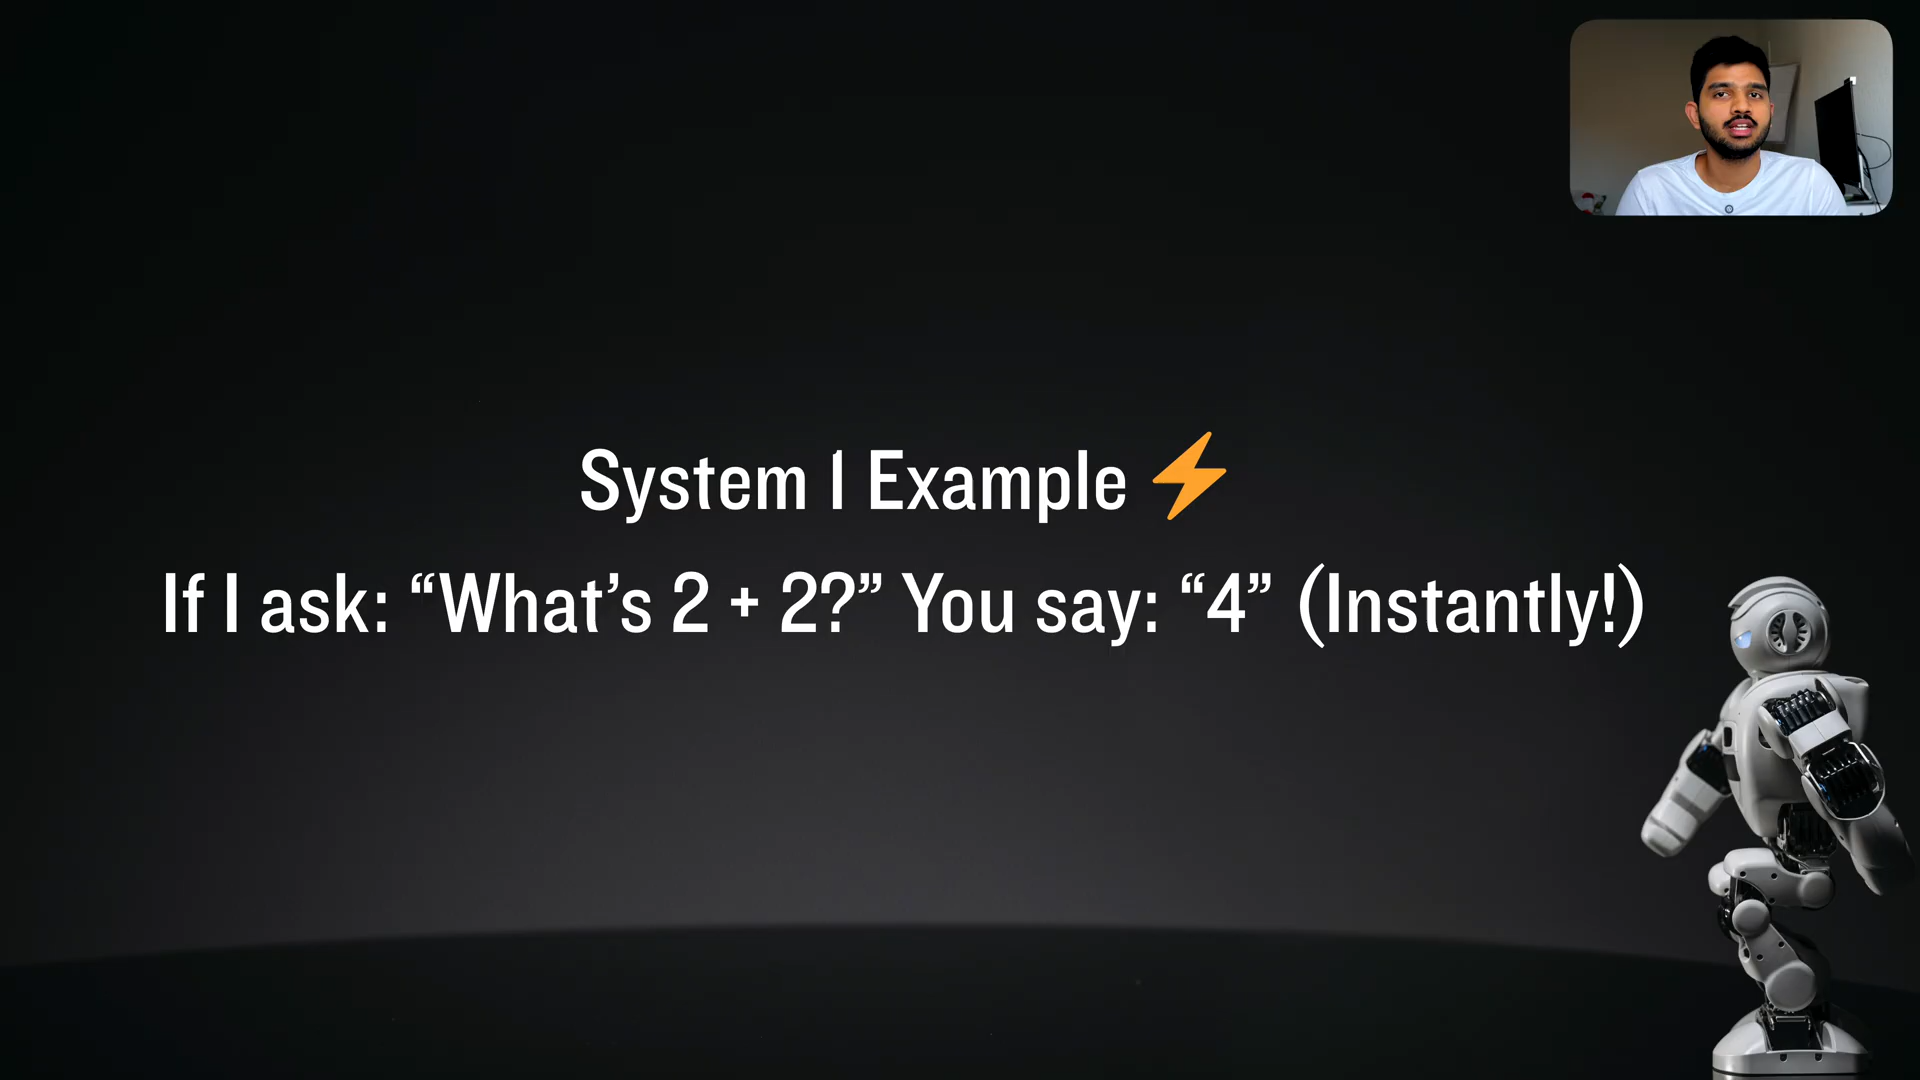 System 1 Example ⚡
If I ask: “What’s 2 + 2?” You say: “4” (Instantly!)